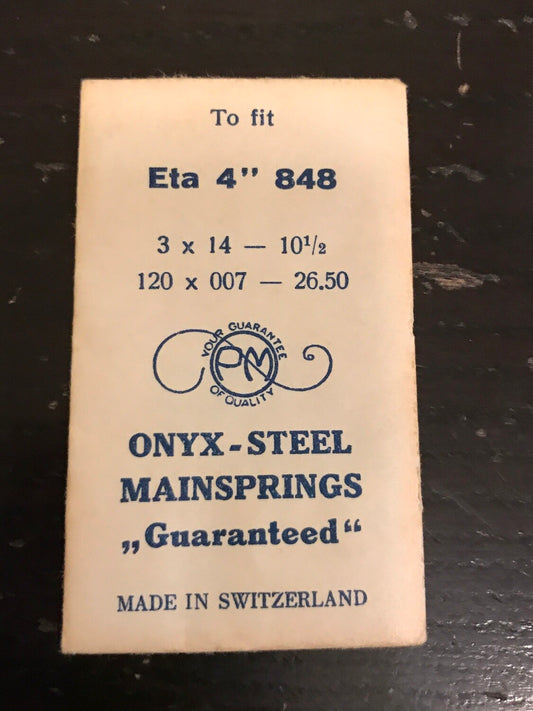 To fit
Eta 4" 848
3 x 14 — 10¹/₂
120 x 007 — 26.50
YOUR GUARANTEE
PM
OF QUALITY
ONYX-STEEL
MAINSPRINGS
„Guaranteed“
MADE IN SWITZERLAND